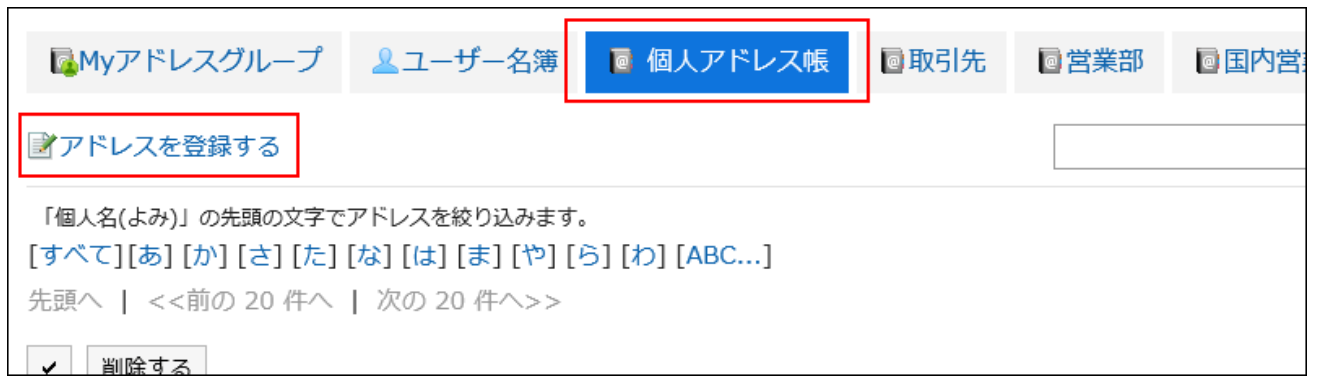 Myアドレスグループ ユーザー名簿 個人アドレス帳 取引先 営業部 国内営
アドレスを登録する
「個人名(よみ)」の先頭の文字でアドレスを絞り込みます。
[すべて][あ] [か] [さ] [た] [な] [は] [ま] [や] [ら] [わ] [ABC...]
先頭へ | <<前の 20 件へ | 次の 20 件へ>>
削除する